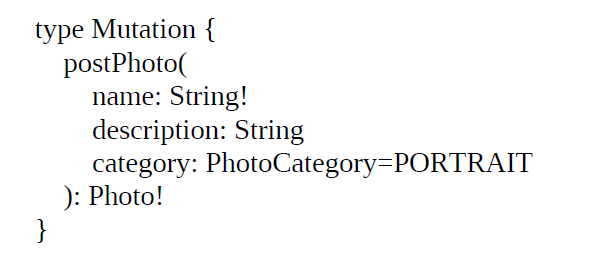 type Mutation {
postPhoto(
name: String!
description: String
category: PhotoCategory=PORTRAIT
): Photo!
}